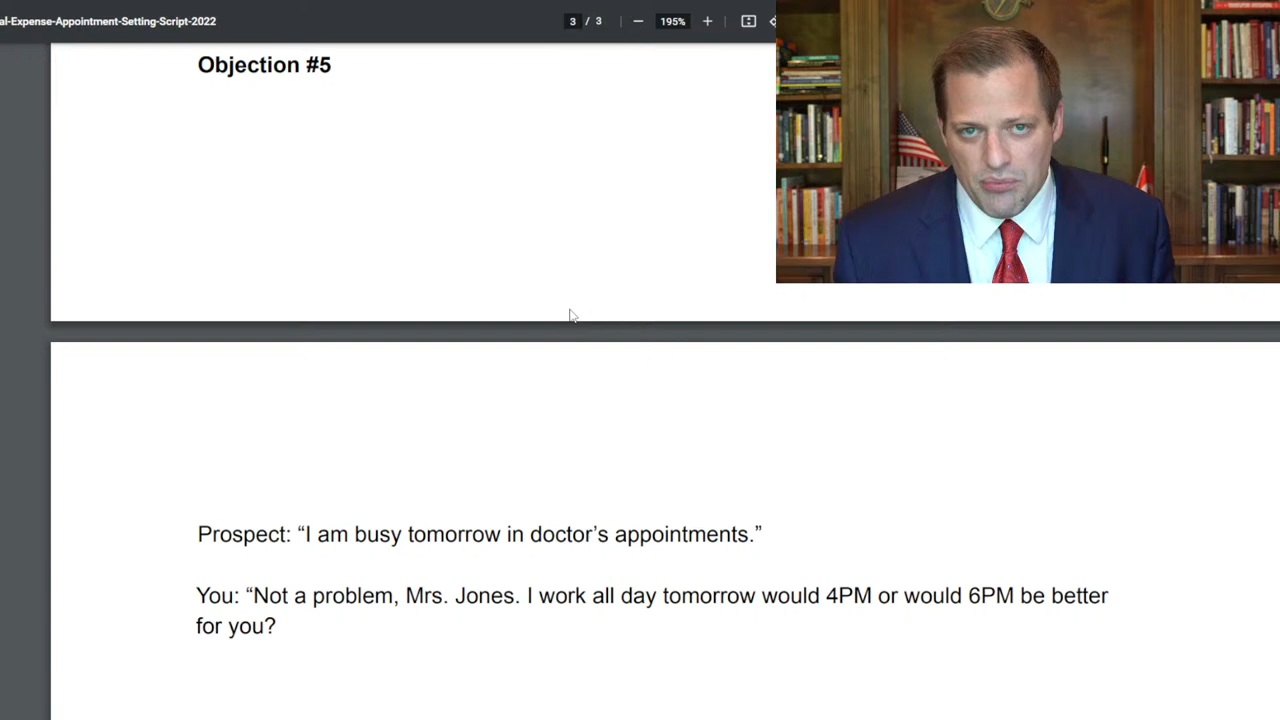 al-Expense-Appointment-Setting-Script-2022
3 / 3
195%
Objection #5
Prospect: “I am busy tomorrow in doctor’s appointments.”
You: “Not a problem, Mrs. Jones. I work all day tomorrow would 4PM or would 6PM be better
for you?